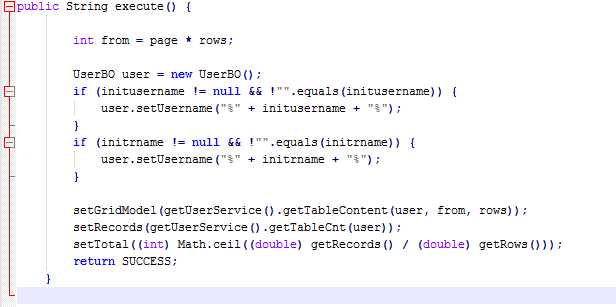 public String execute() {
int from = page * rows;
UserBO user = new UserBO();
if (initusername != null && !"".equals(initusername)) {
user.setUsername("%" + initusername + "%");
}
if (initrname != null && !"".equals(initrname)) {
user.setUsername("%" + initrname + "%");
}
setGridModel(getUserService().getTableContent(user, from, rows));
setRecords(getUserService().getTableCnt(user));
setTotal((int) Math.ceil((double) getRecords() / (double) getRows()));
return SUCCESS;
}